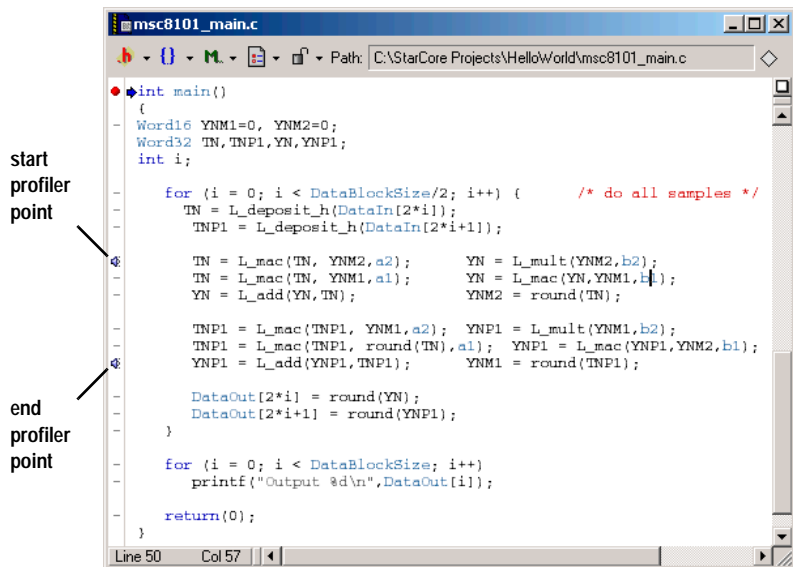 msc8101_main.c
h {} M. Path: C:\StarCore Projects\HelloWorld\msc8101_main.c
int main()
{
Word16 YNM1=0, YNM2=0;
Word32 TN,TNP1,YN,YNP1;
int i;
start
profiler
point
for (i = 0; i < DataBlockSize/2; i++) { /* do all samples */
TN = L_deposit_h(DataIn[2*i]);
TNP1 = L_deposit_h(DataIn[2*i+1]);
TN = L_mac(TN, YNM2,a2); YN = L_mult(YNM2,b2);
TN = L_mac(TN, YNM1,a1); YN = L_mac(YN,YNM1,b1);
YN = L_add(YN,TN); YNM2 = round(TN);
TNP1 = L_mac(TNP1, YNM1,a2); YNP1 = L_mult(YNM1,b2);
TNP1 = L_mac(TNP1, round(TN),a1); YNP1 = L_mac(YNP1,YNM2,b1);
YNP1 = L_add(YNP1,TNP1); YNM1 = round(TNP1);
end
profiler
point
DataOut[2*i] = round(YN);
DataOut[2*i+1] = round(YNP1);
}
for (i = 0; i < DataBlockSize; i++)
printf("Output %d\n",DataOut[i]);
return(0);
}
Line 50 Col 57